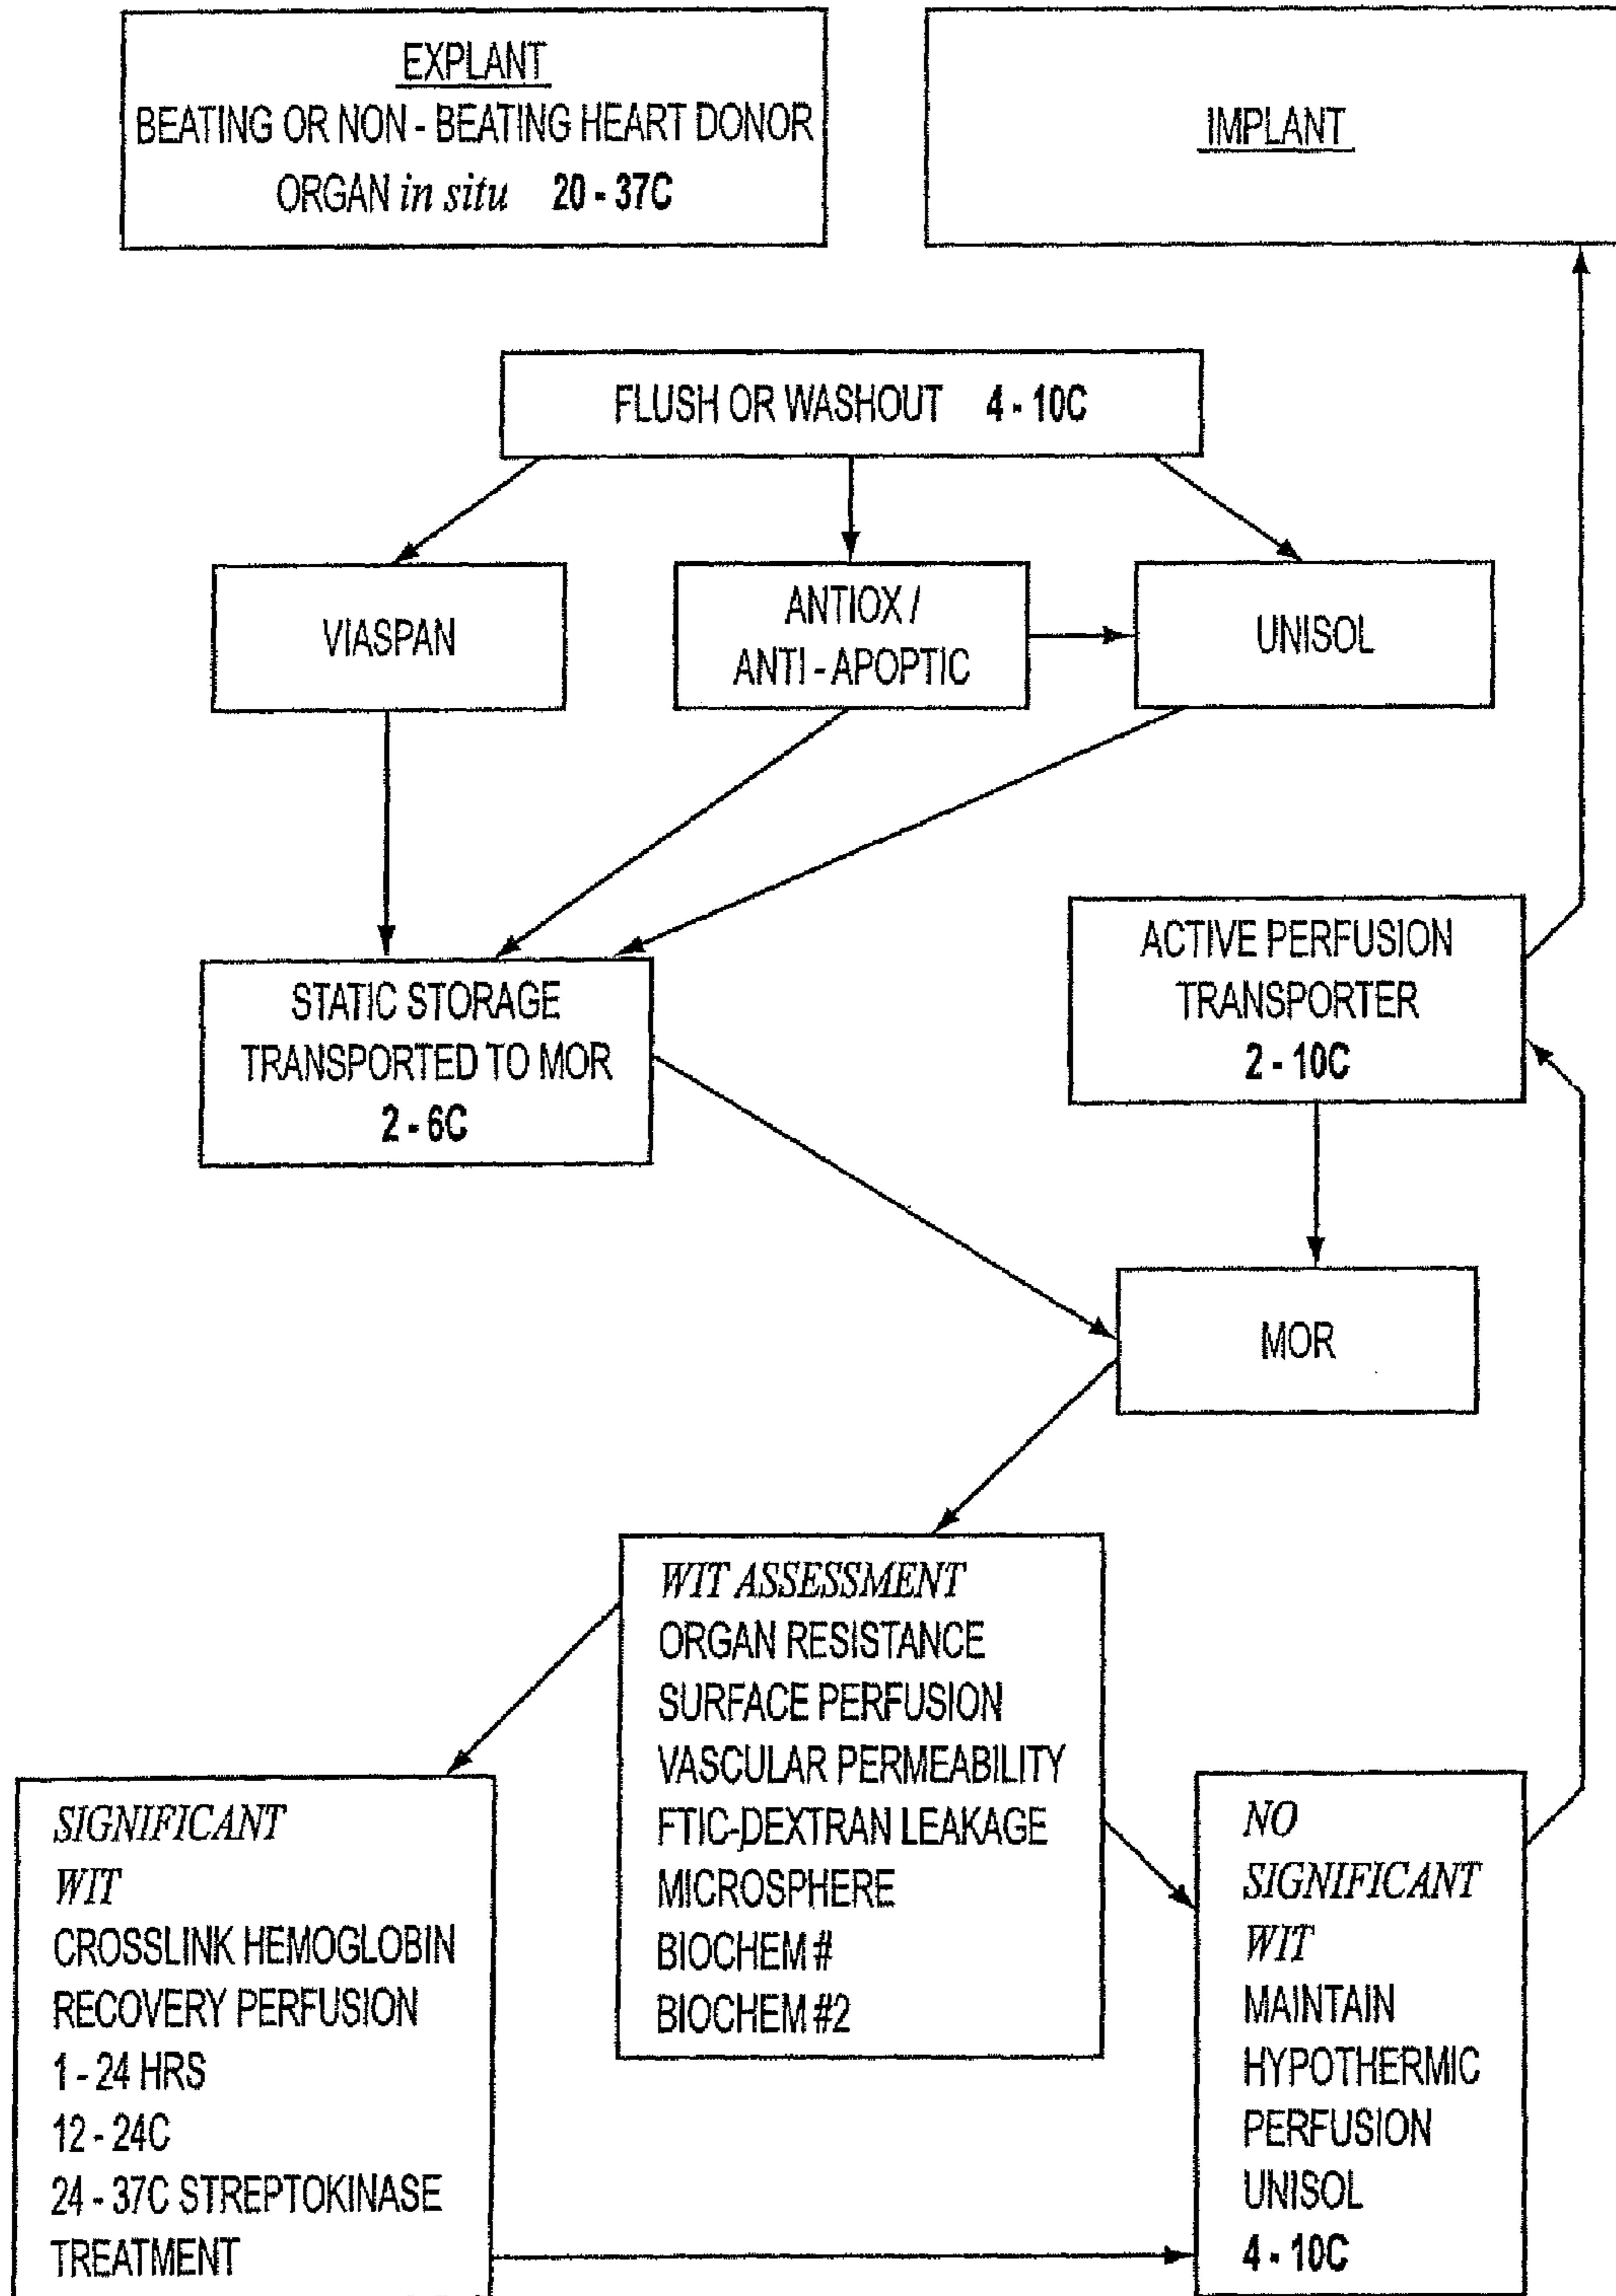 EXPLANT
BEATING OR NON - BEATING HEART DONOR
ORGAN in situ 20 - 37C
IMPLANT
FLUSH OR WASHOUT 4 - 10C
VIASPAN
ANTIOX /
ANTI - APOPTIC
UNISOL
STATIC STORAGE
TRANSPORTED TO MOR
2 - 6C
ACTIVE PERFUSION
TRANSPORTER
2 - 10C
MOR
WIT ASSESSMENT
ORGAN RESISTANCE
SURFACE PERFUSION
VASCULAR PERMEABILITY
FTIC-DEXTRAN LEAKAGE
MICROSPHERE
BIOCHEM #
BIOCHEM #2
SIGNIFICANT
WIT
CROSSLINK HEMOGLOBIN
RECOVERY PERFUSION
1 - 24 HRS
12 - 24C
24 - 37C STREPTOKINASE
TREATMENT
NO
SIGNIFICANT
WIT
MAINTAIN
HYPOTHERMIC
PERFUSION
UNISOL
4 - 10C